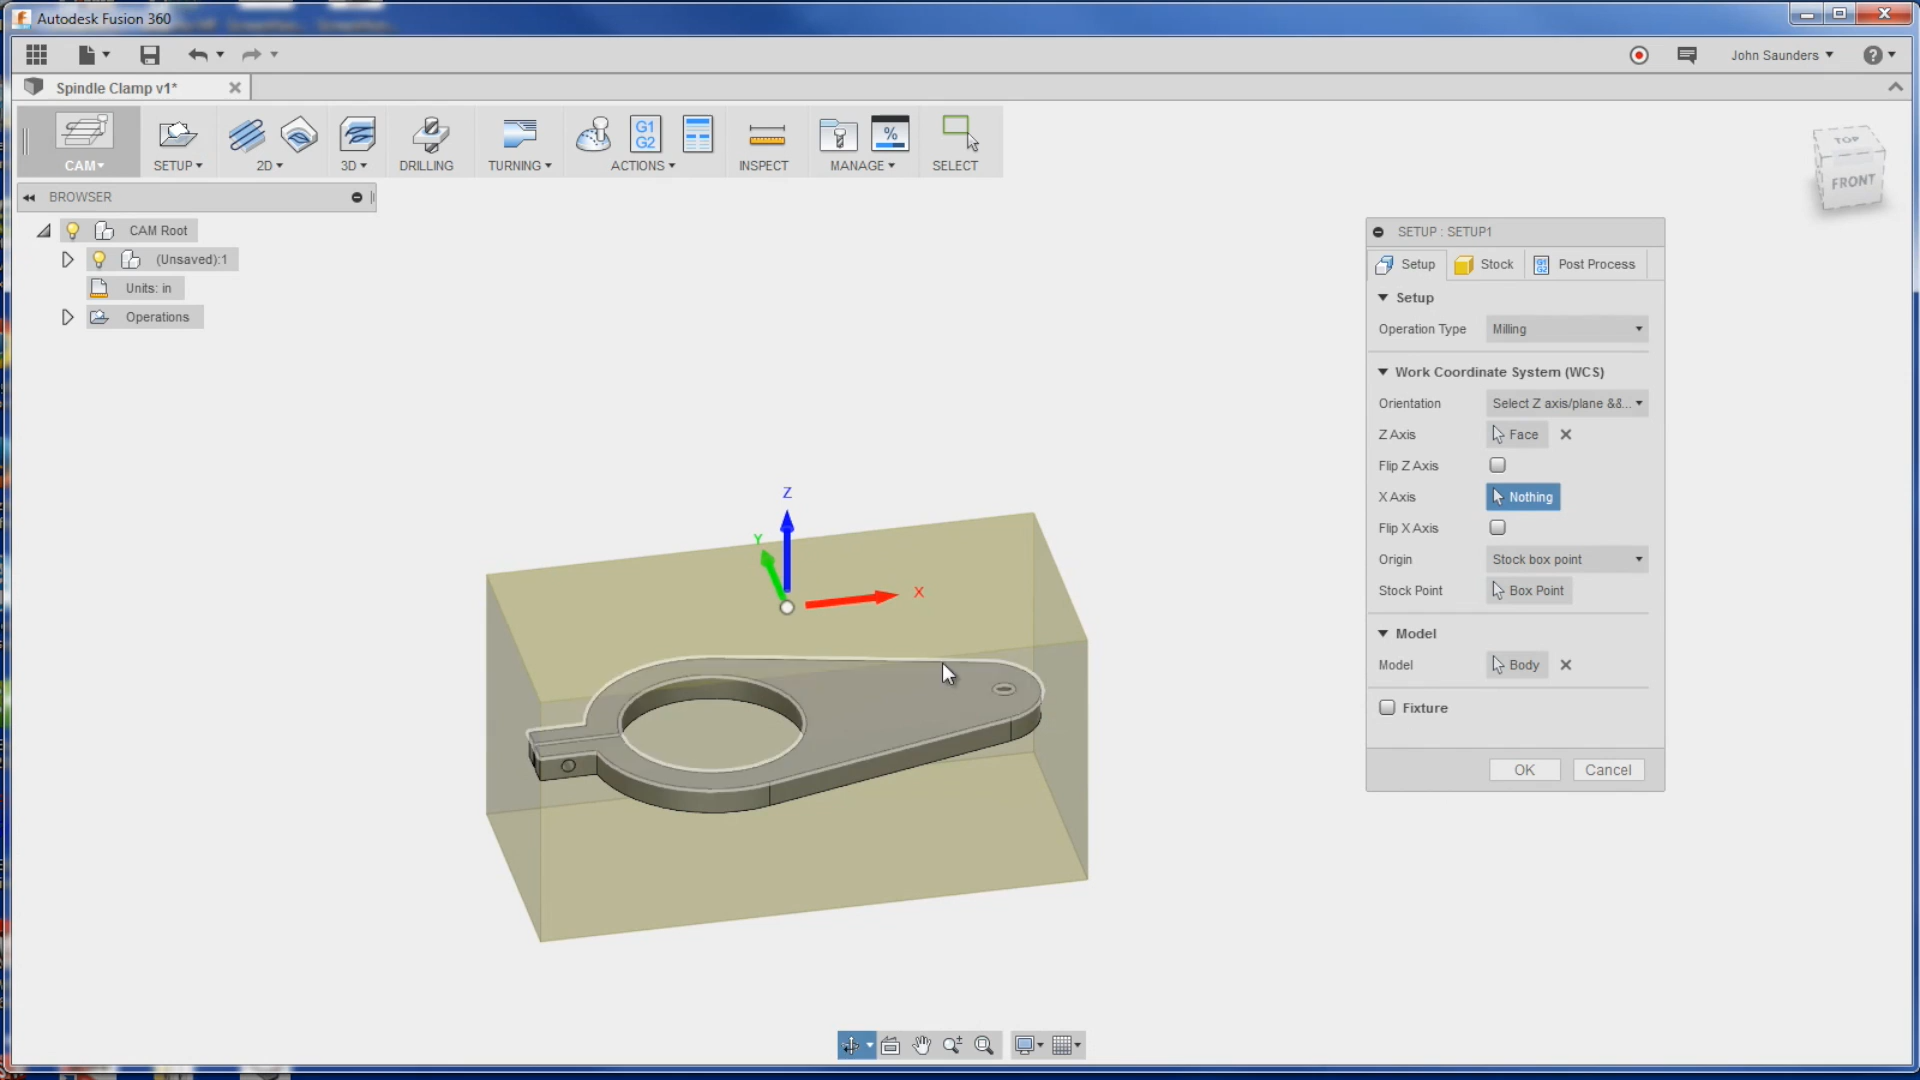 Autodesk Fusion 360
John Saunders
Spindle Clamp v1*
CAM
SETUP
2D
3D
DRILLING
TURNING
G1
G2
ACTIONS
INSPECT
%
MANAGE
SELECT
BROWSER
CAM Root
(Unsaved):1
Units: in
Operations
TOP
FRONT
SETUP : SETUP1
Setup
Stock
Post Process
Setup
Operation Type
Milling
Work Coordinate System (WCS)
Orientation
Select Z axis/plane &&...
Z Axis
Face
Flip Z Axis
X Axis
Nothing
Flip X Axis
Origin
Stock box point
Stock Point
Box Point
Model
Model
Body
Fixture
OK
Cancel
Z
Y
X